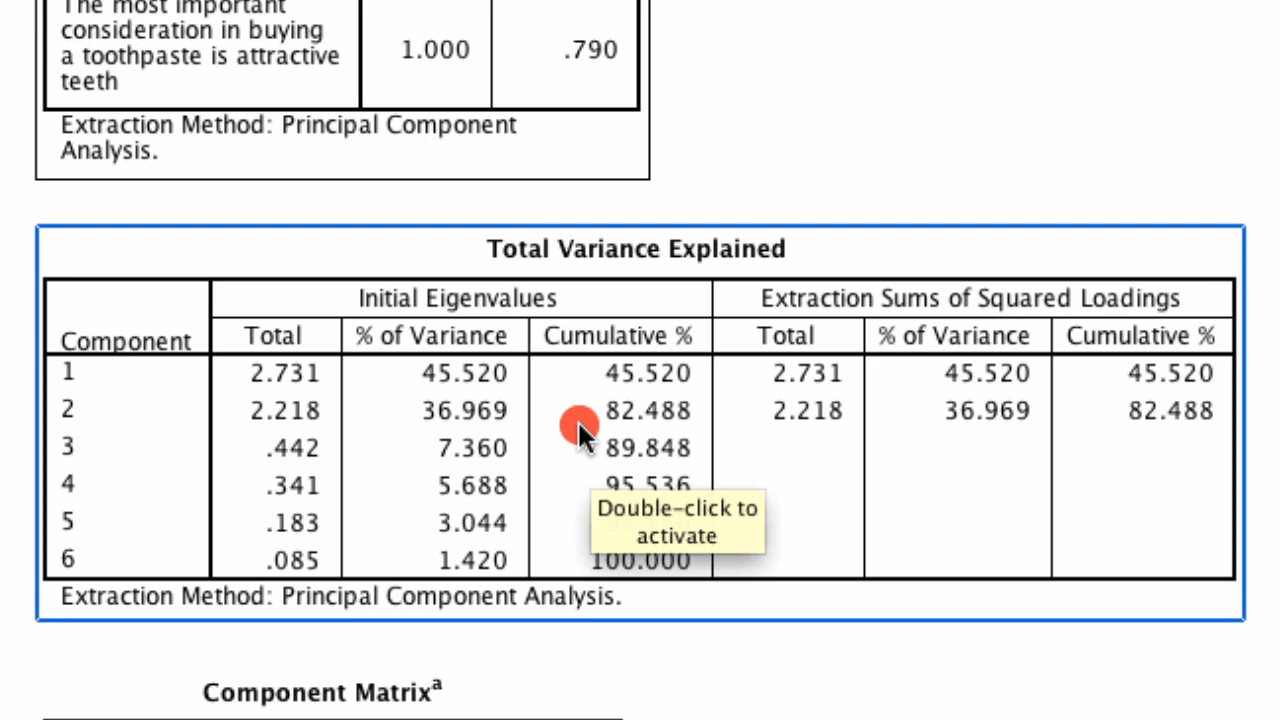 The most important
consideration in buying
a toothpaste is attractive
teeth
1.000 .790
Extraction Method: Principal Component
Analysis.
Total Variance Explained
Component Initial Eigenvalues Extraction Sums of Squared Loadings
Total % of Variance Cumulative % Total % of Variance Cumulative %
1 2.731 45.520 45.520 2.731 45.520 45.520
2 2.218 36.969 82.488 2.218 36.969 82.488
3 .442 7.360 89.848
4 .341 5.688 95.536
5 .183 3.044
6 .085 1.420 100.000
Double-click to
activate
Extraction Method: Principal Component Analysis.
Component Matrixa